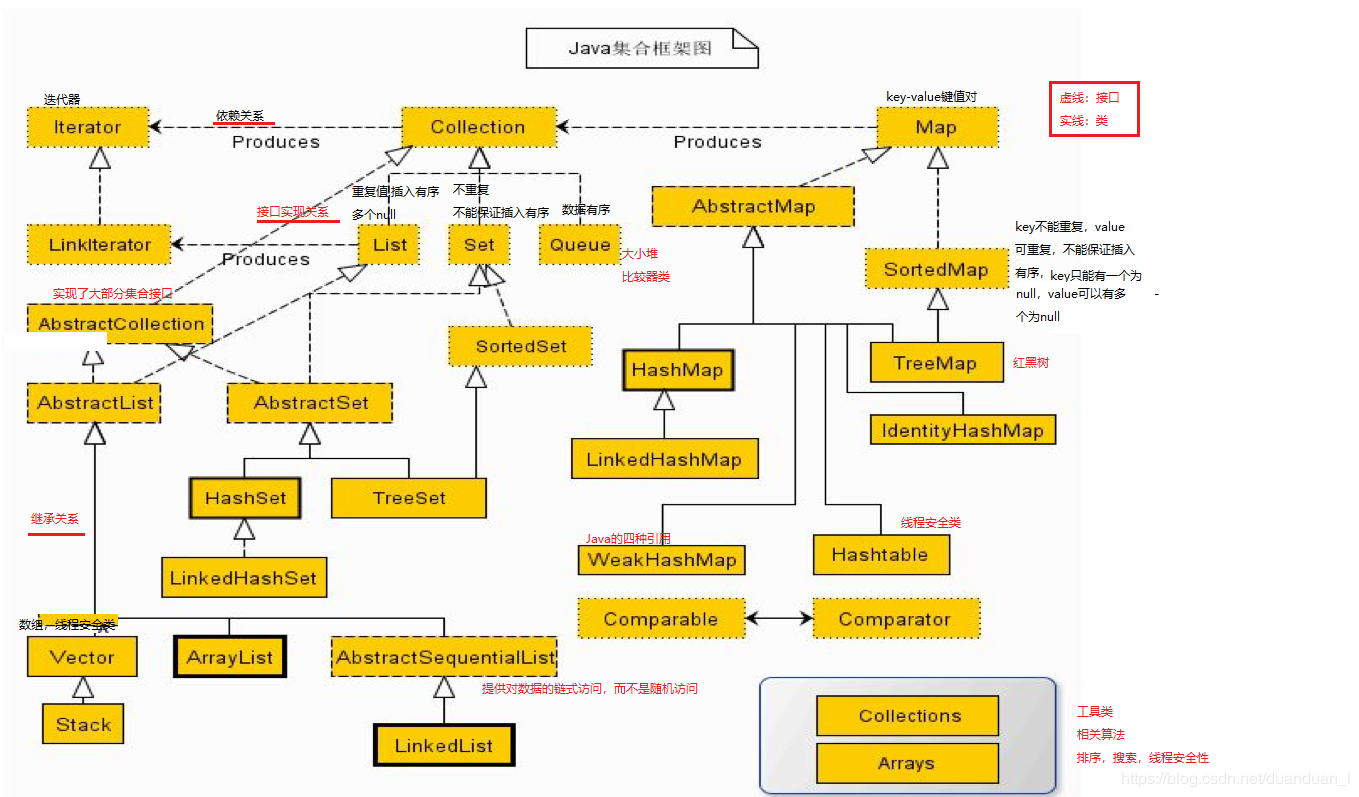 Java集合框架图
迭代器
Iterator
依赖关系
Produces
Collection
Produces
key-value键值对
Map
虚线：接口
实线：类
接口实现关系
重复值 插入有序
多个null
不重复
不能保证插入有序
数据有序
AbstractMap
LinkIterator
Produces
List
Set
Queue
大小堆
比较器类
SortedMap
key不能重复，value
可重复，不能保证插入
有序，key只能有一个为
null，value可以有多
个为null
-
实现了大部分集合接口
AbstractCollection
SortedSet
HashMap
TreeMap
红黑树
AbstractList
AbstractSet
IdentityHashMap
LinkedHashMap
HashSet
TreeSet
继承关系
Java的四种引用
WeakHashMap
线程安全类
Hashtable
LinkedHashSet
Comparable
Comparator
数组，线程安全类
Vector
ArrayList
AbstractSequentialList
提供对数据的链式访问，而不是随机访问
Stack
LinkedList
Collections
Arrays
工具类
相关算法
排序，搜索，线程安全性
https://blog.csdn.net/duanduan_l